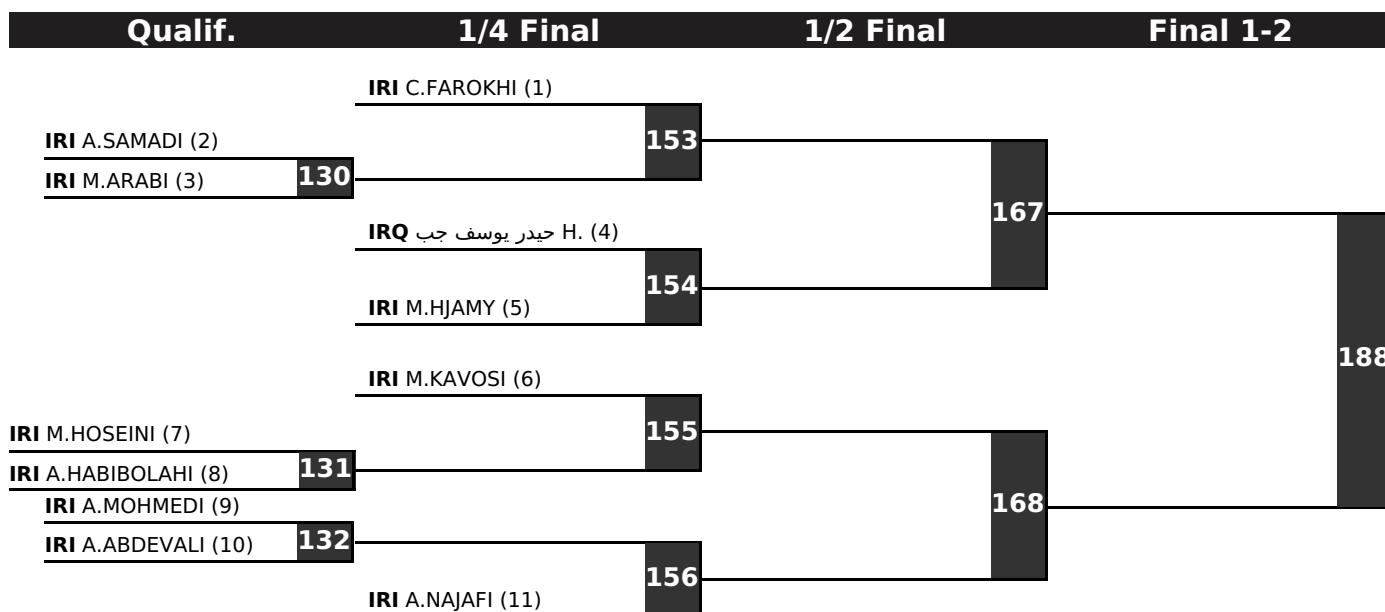 Qualif. 1/4 Final 1/2 Final Final 1-2
IRI C.FAROKHI (1)
IRI A.SAMADI (2)
153
IRI M.ARABI (3)
130
167
IRQ حيدر يوسف جب H. (4)
154
IRI M.HJAMY (5)
188
IRI M.KAVOSI (6)
155
IRI M.HOSEINI (7)
131
IRI A.HABIBOLAHI (8)
168
IRI A.MOHMEDI (9)
132
IRI A.ABDEVALI (10)
156
IRI A.NAJAFI (11)